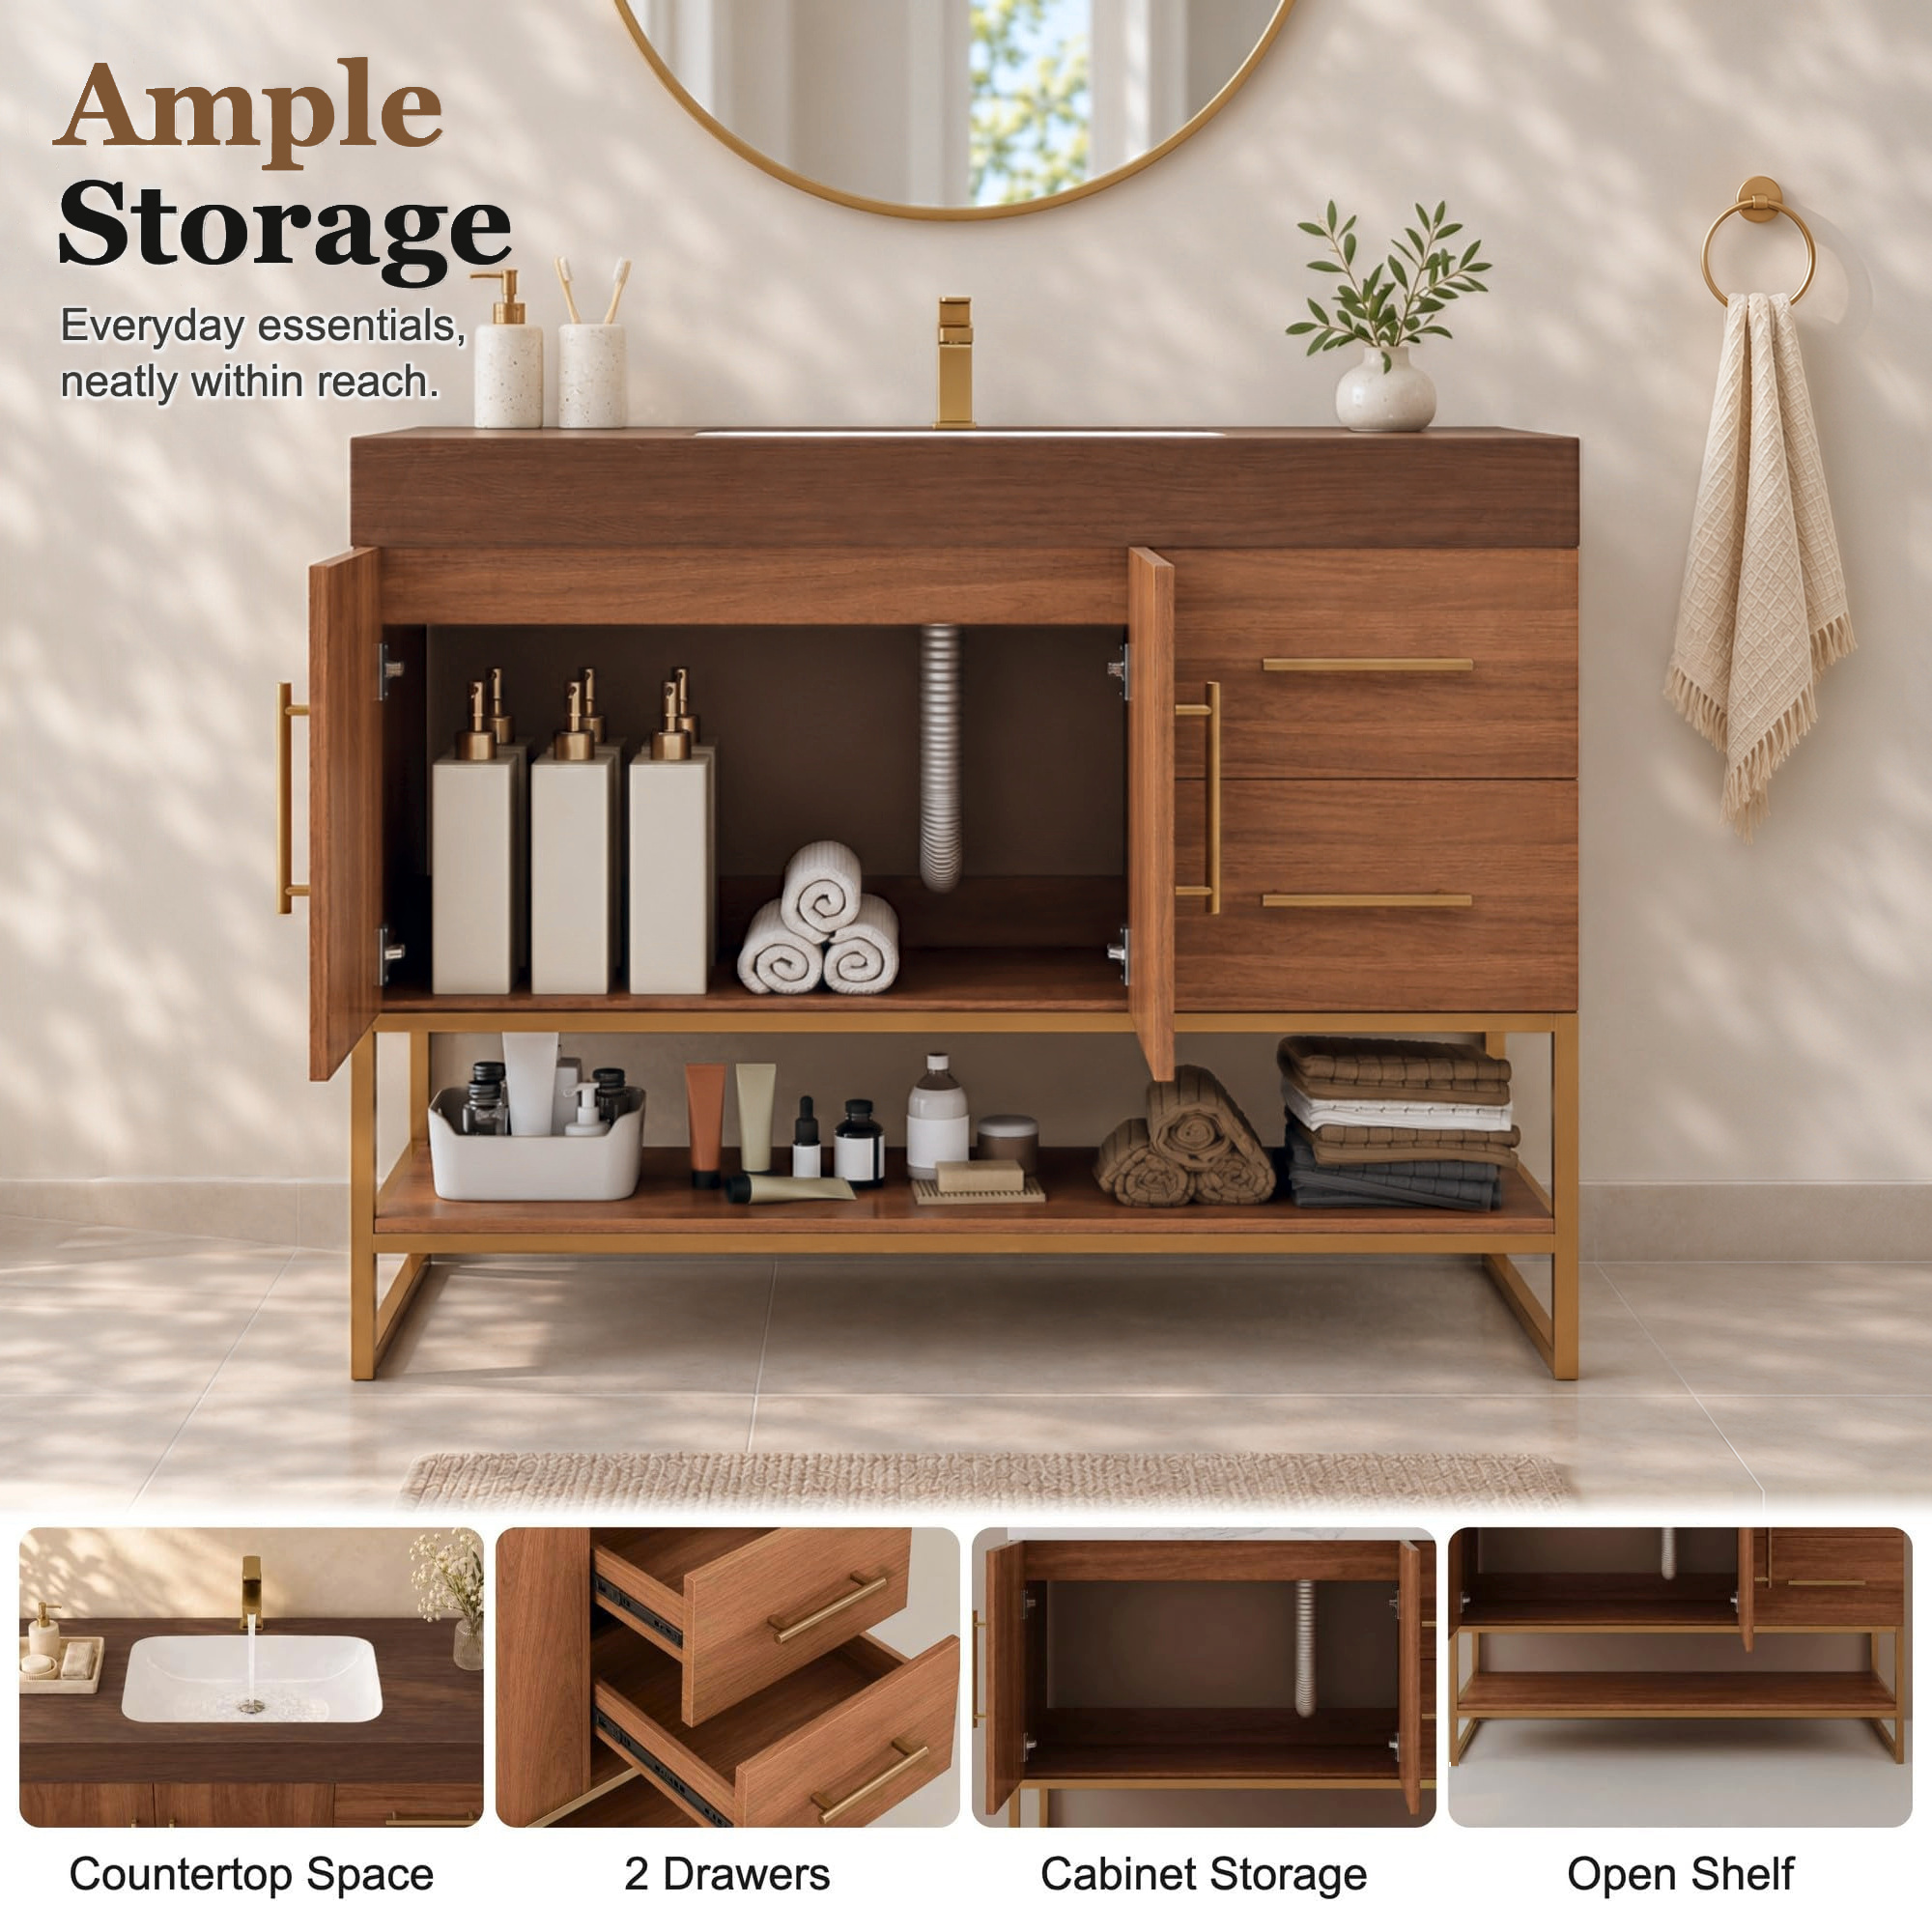 Ample
Storage
Everyday essentials,
neatly within reach.
Countertop Space
2 Drawers
Cabinet Storage
Open Shelf